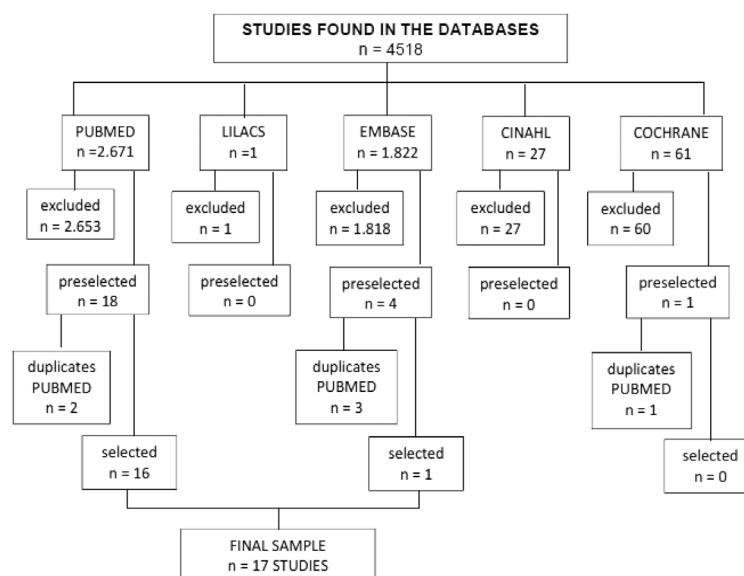 STUDIES FOUND IN THE DATABASES
n = 4518
PUBMED
n =2.671
LILACS
n =1
EMBASE
n = 1.822
CINAHL
n = 27
COCHRANE
n = 61
excluded
n = 2.653
excluded
n = 1
excluded
n = 1.818
excluded
n = 27
excluded
n = 60
preselected
n = 18
preselected
n = 0
preselected
n = 4
preselected
n = 0
preselected
n = 1
duplicates
PUBMED
n = 2
duplicates
PUBMED
n = 3
duplicates
PUBMED
n = 1
selected
n = 16
selected
n = 1
selected
n = 0
FINAL SAMPLE
n = 17 STUDIES